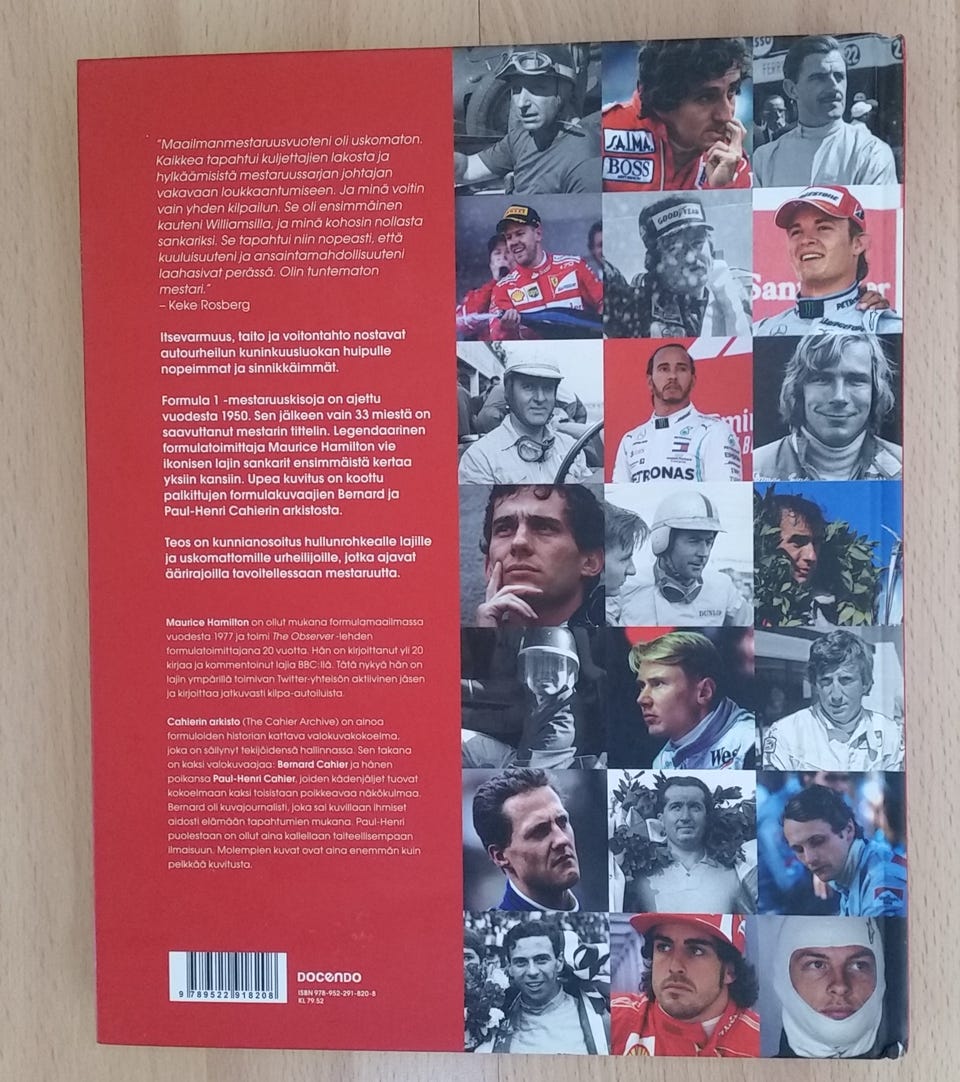 "Maailmanmestaruusvuoteni oli uskomaton.
Kaikkea tapahtui kuljettajien lakosta ja
hylkäämisistä mestaruussarjan johtajan
vakavaan loukkaantumiseen. Ja minä voitin
vain yhden kilpailun. Se oli ensimmäinen
kauteni Williamsilla, ja minä kohosin nollasta
sankariksi. Se tapahtui niin nopeasti, että
kuuluisuuteni ja ansaintamahdollisuuteni
laahasivat perässä. Olin tuntematon
mestari."
– Keke Rosberg
Itsevarmuus, taito ja voitontahto nostavat
autourheilun kuninkuusluokan huipulle
nopeimmat ja sinnikkäimmät.
Formula 1 -mestaruuskisoja on ajettu
vuodesta 1950. Sen jälkeen vain 33 miestä on
saavuttanut mestarin tittelin. Legendaarinen
formulatoimittaja Maurice Hamilton vie
ikonisen lajin sankarit ensimmäistä kertaa
yksiin kansiin. Upea kuvitus on koottu
palkittujen formulakuvaajien Bernard ja
Paul-Henri Cahierin arkistosta.
Teos on kunnianosoitus hullunrohkealle lajille
ja uskomattomille urheilijoille, jotka ajavat
äärirajoilla tavoitellessaan mestaruutta.
Maurice Hamilton on ollut mukana formulamaailmassa
vuodesta 1977 ja toimi The Observer -lehden
formulatoimittajana 20 vuotta. Hän on kirjoittanut yli 20
kirjaa ja kommentoinut lajia BBC:llä. Tätä nykyä hän on
lajin ympärillä toimivan Twitter-yhteisön aktiivinen jäsen
ja kirjoittaa jatkuvasti kilpa-autoiluista.
Cahierin arkisto (The Cahier Archive) on ainoa
formuloiden historian kattava valokuvakokoelma,
joka on säilynyt tekijöidensä hallinnassa. Sen takana
on kaksi valokuvaajaa: Bernard Cahier ja hänen
poikansa Paul-Henri Cahier, joiden kädenjäljet tuovat
kokoelmaan kaksi toisistaan poikkeavaa näkökulmaa.
Bernard oli kuvajournalisti, joka sai kuvillaan ihmiset
aidosti elämään tapahtumien mukana. Paul-Henri
puolestaan on ollut aina kallellaan taiteellisempaan
ilmaisuun. Molempien kuvat ovat aina enemmän kuin
pelkkää kuvitusta.
9 789522 918208
DOCENDO
ISBN 978-952-291-820-8
KL 79.52
SAIMA
BOSS
22
GOOD YEAR
PETRONAS
DUNLOP